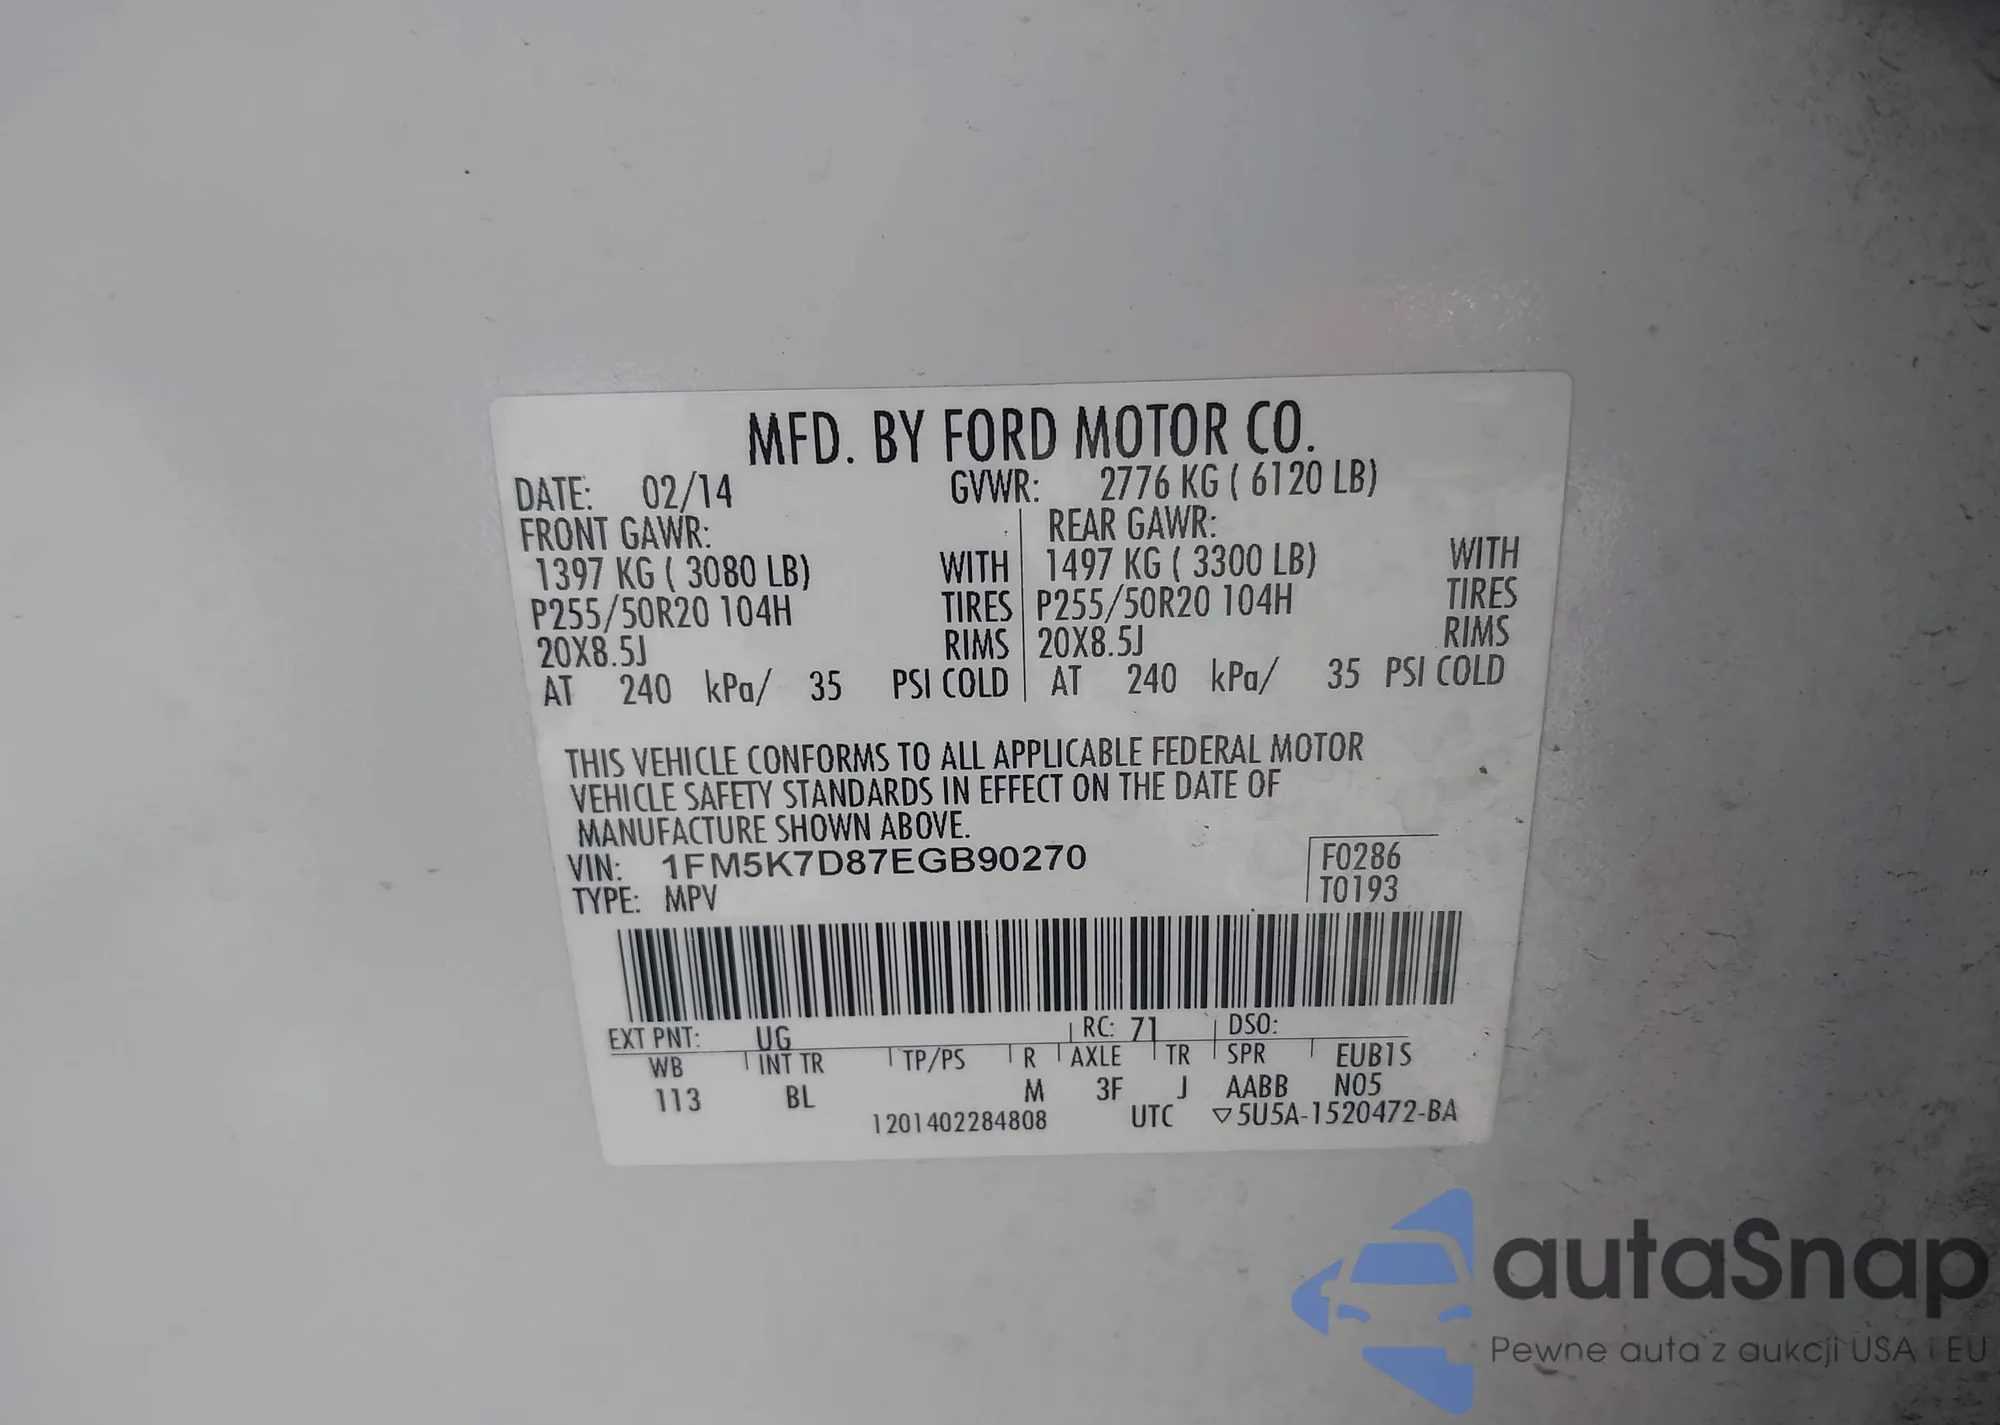 MFD. BY FORD MOTOR CO.
DATE: 02/14 GVWR: 2776 KG ( 6120 LB)
FRONT GAWR: REAR GAWR:
1397 KG ( 3080 LB) WITH 1497 KG ( 3300 LB) WITH
P255/50R20 104H TIRES P255/50R20 104H TIRES
20X8.5J RIMS 20X8.5J RIMS
AT 240 kPa/ 35 PSI COLD AT 240 kPa/ 35 PSI COLD
THIS VEHICLE CONFORMS TO ALL APPLICABLE FEDERAL MOTOR
VEHICLE SAFETY STANDARDS IN EFFECT ON THE DATE OF
MANUFACTURE SHOWN ABOVE.
VIN: 1FM5K7D87EGB90270 F0286
TYPE: MPV T0193
EXT PNT: UG RC: 71 DSO:
WB INT TR TP/PS R AXLE TR SPR EUB1S
113 BL M 3F J AABB N05
1201402284808 UTC ▽5U5A-1520472-BA
autaSnap
Pewne auta z aukcji USA i EU